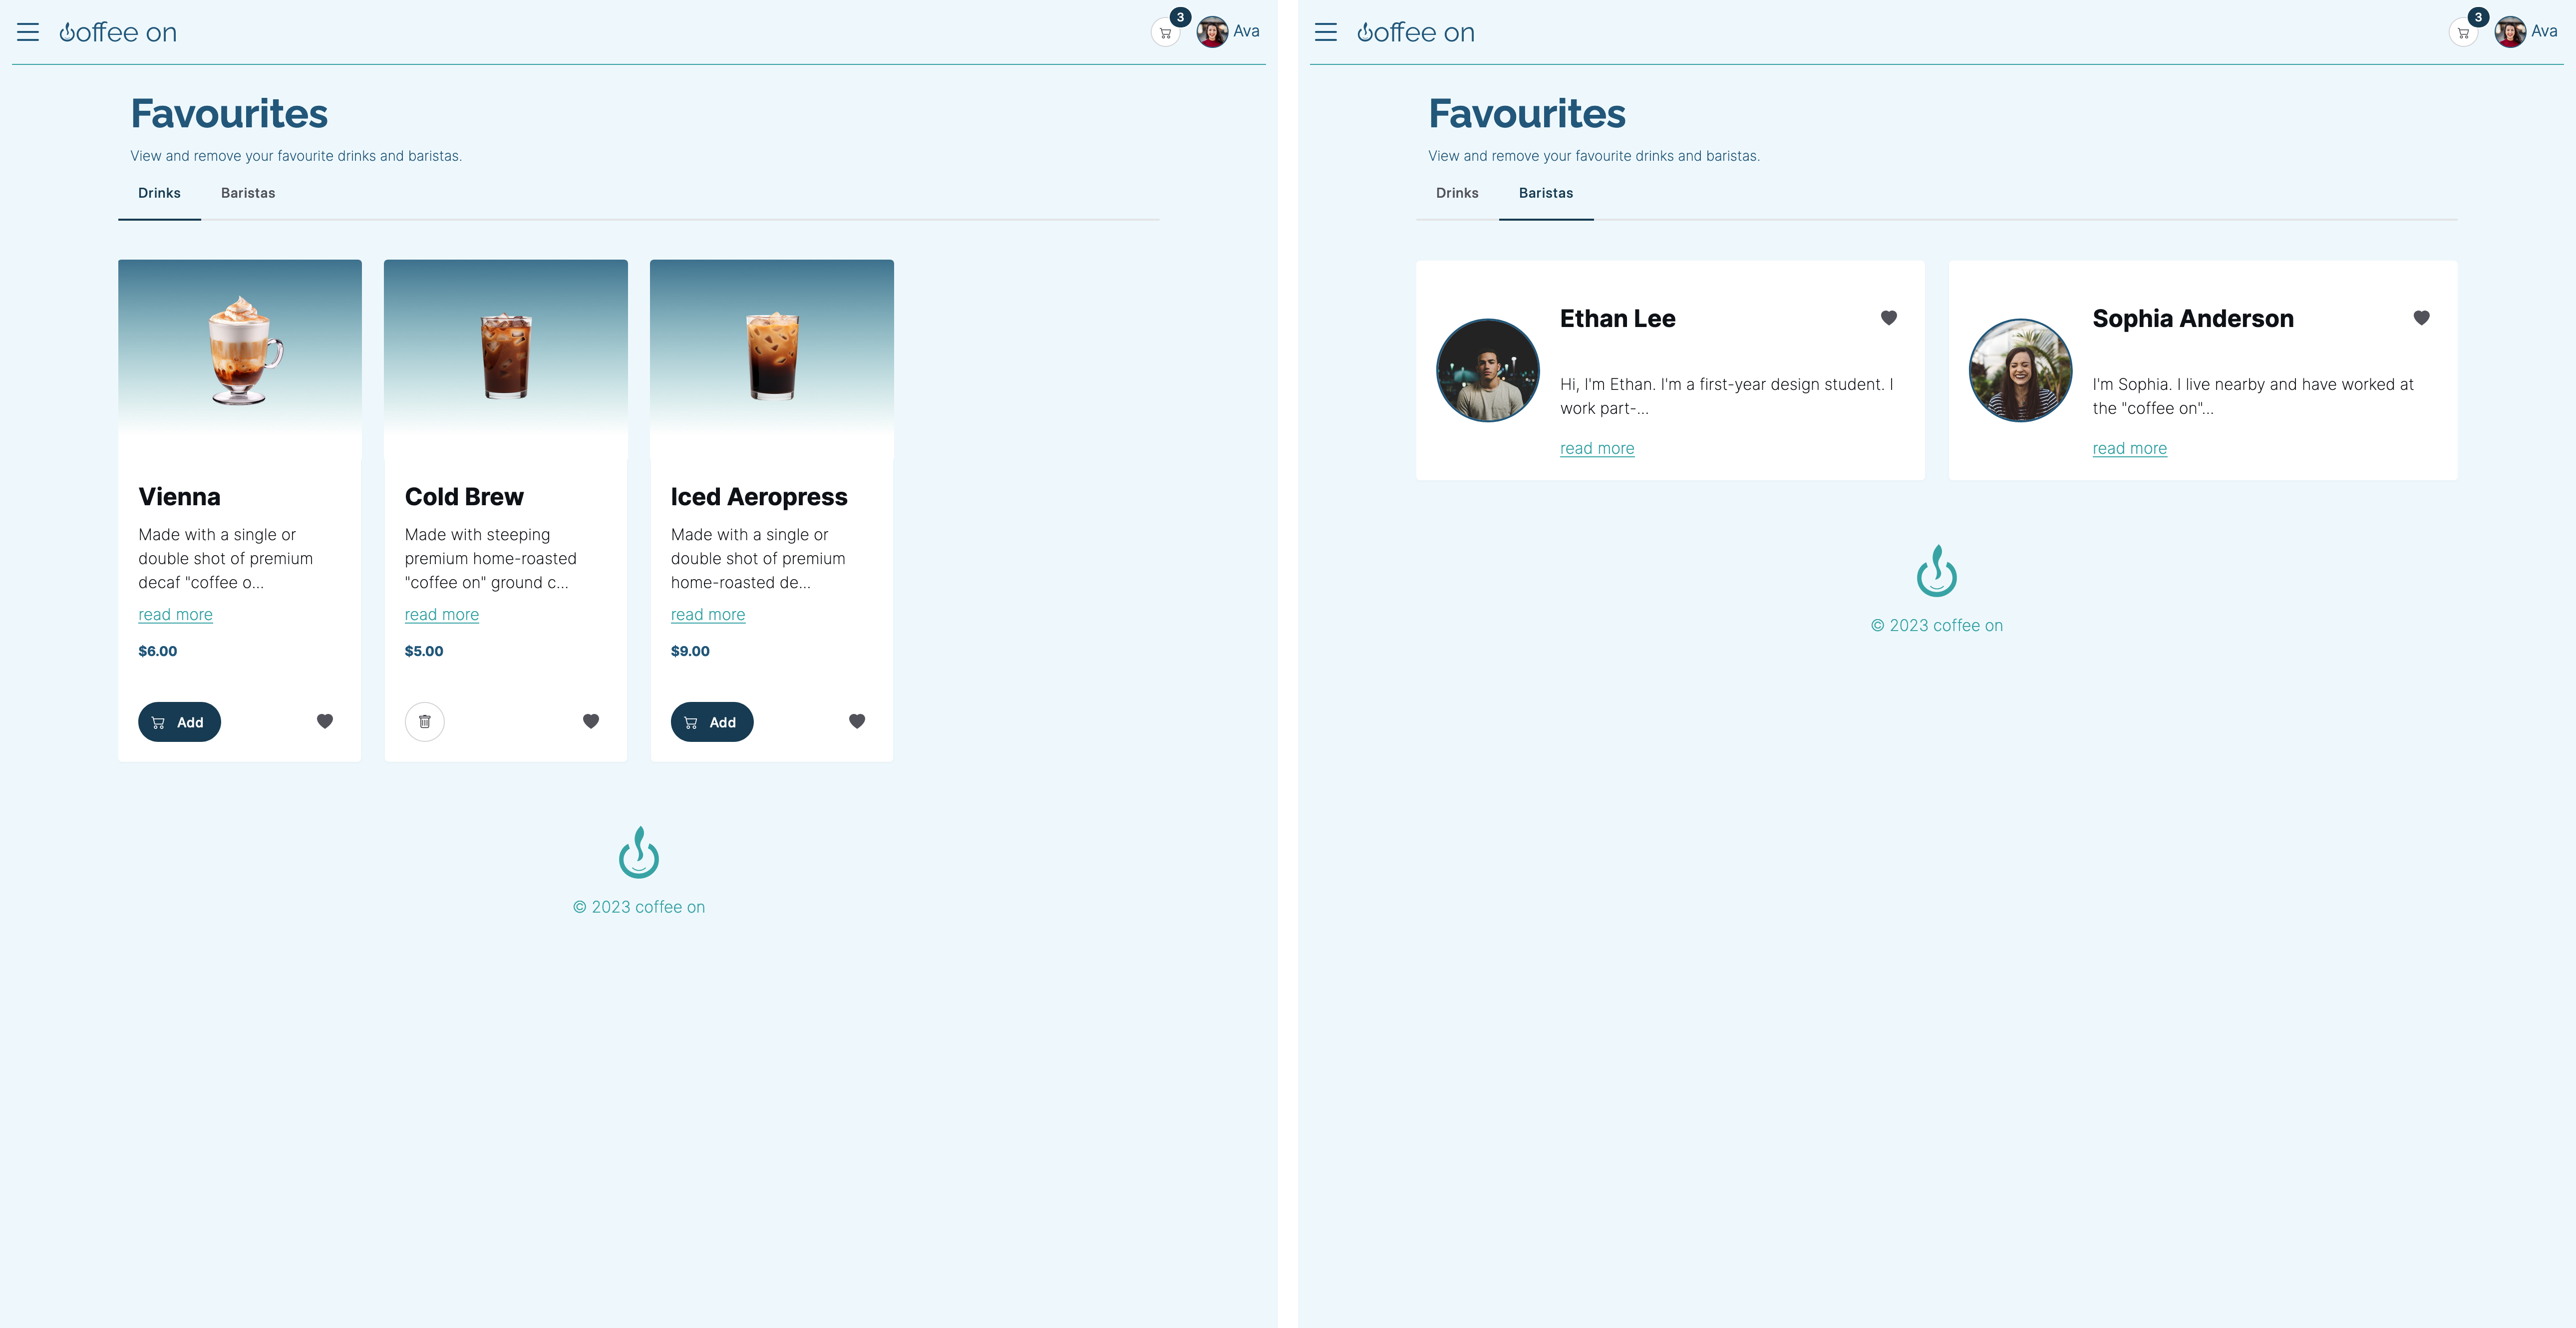 coffee on
3
Ava
Favourites
View and remove your favourite drinks and baristas.
Drinks
Baristas
Vienna
Made with a single or
double shot of premium
decaf "coffee o...
read more
$6.00
Add
Cold Brew
Made with steeping
premium home-roasted
"coffee on" ground c...
read more
$5.00
Iced Aeropress
Made with a single or
double shot of premium
home-roasted de...
read more
$9.00
Add
© 2023 coffee on
coffee on
3
Ava
Favourites
View and remove your favourite drinks and baristas.
Drinks
Baristas
Ethan Lee
Hi, I'm Ethan. I'm a first-year design student. I
work part-...
read more
Sophia Anderson
I'm Sophia. I live nearby and have worked at
the "coffee on"...
read more
© 2023 coffee on